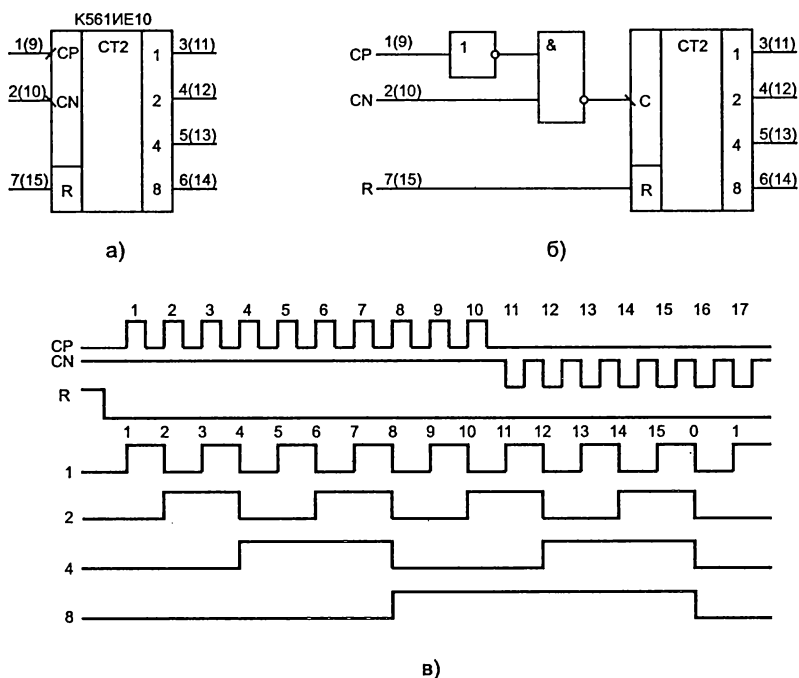 К561ИЕ10
1(9) CP CT2 1 3(11)
2(10) CN 2 4(12)
4 5(13)
7(15) R 8 6(14)
а)
CP 1(9) 1 & CT2 1 3(11)
CN 2(10) C 2 4(12)
4 5(13)
R 7(15) R 8 6(14)
б)
1 2 3 4 5 6 7 8 9 10 11 12 13 14 15 16 17
CP
CN
R
1 2 3 4 5 6 7 8 9 10 11 12 13 14 15 0 1
1
2
4
8
в)